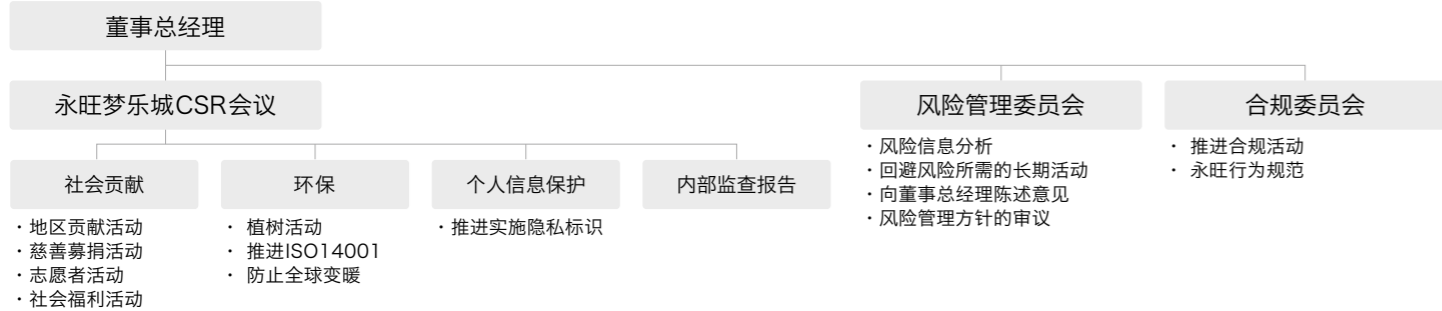 董事总经理
永旺梦乐城CSR会议
风险管理委员会
合规委员会
・风险信息分析
・回避风险所需的长期活动
・向董事总经理陈述意见
・风险管理方针的审议
・ 推进合规活动
・ 永旺行为规范
社会贡献
环保
个人信息保护
内部监查报告
・地区贡献活动
・慈善募捐活动
・志愿者活动
・社会福利活动
・ 植树活动
・ 推进ISO14001
・ 防止全球变暖
・推进实施隐私标识